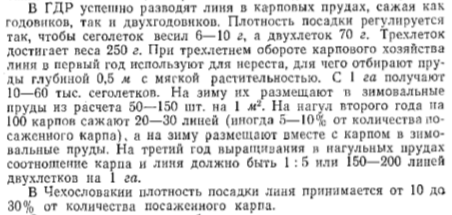 В ГДР успешно разводят линя в карповых прудах, сажая как
годовиков, так и двухгодовиков. Плотность посадки регулируется
так, чтобы сеголеток весил 6—10 г, а двухлеток 70 г. Трехлеток
достигает веса 250 г. При трехлетнем обороте карпового хозяйства
линя в первый год используют для нереста, для чего отбирают пру-
ды глубиной 0,5 м с мягкой растительностью. С 1 га получают
10—60 тыс. сеголетков. На зиму их размещают в зимовальные
пруды из расчета 50—150 шт. на 1 м². На нагул второго года на
100 карпов сажают 20—30 линей (иногда 5—10% от количества по-
саженного карпа), а на зиму размещают вместе с карпом в зимо-
вальные пруды. На третий год выращивания в нагульных прудах
соотношение карпа и линя должно быть 1 : 5 или 150—200 линей
двухлетков на 1 га.
В Чехословакии плотность посадки линя принимается от 10 до
30% от количества посаженного карпа.